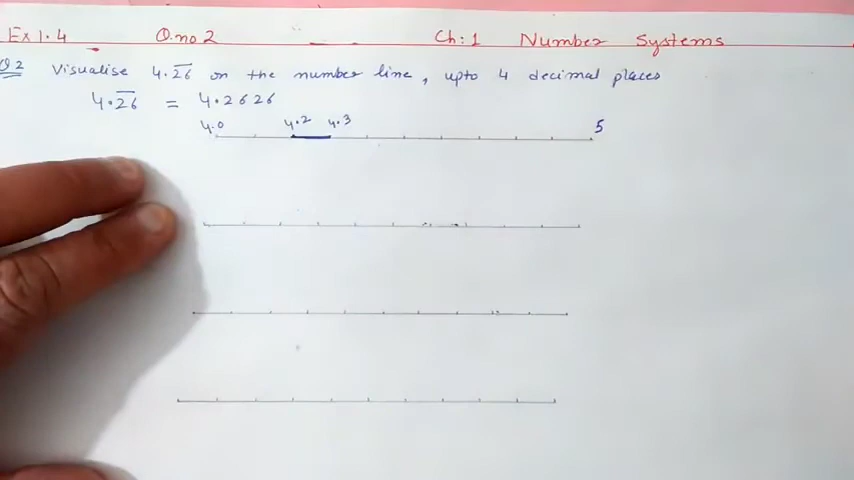 Ex 1.4 Q.no 2 Ch:1 Number Systems
Q2 Visualise 4.2̅6̅ on the number line, upto 4 decimal places
4.2̅6̅ = 4.2626
4.0 4.2 4.3 5